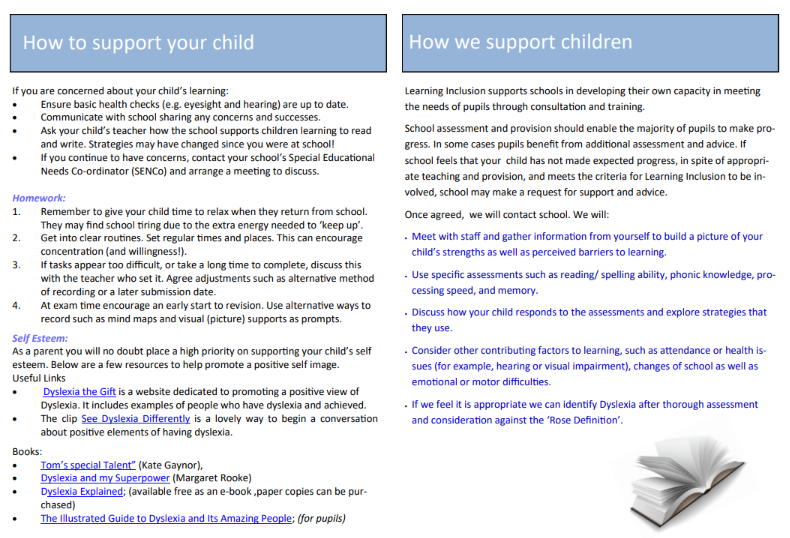 How to support your child
If you are concerned about your child's learning:
• Ensure basic health checks (e.g. eyesight and hearing) are up to date.
• Communicate with school sharing any concerns and successes.
• Ask your child's teacher how the school supports children learning to read
and write. Strategies may have changed since you were at school!
• If you continue to have concerns, contact your school's Special Educational
Needs Co-ordinator (SENCo) and arrange a meeting to discuss.
Homework:
1. Remember to give your child time to relax when they return from school.
They may find school tiring due to the extra energy needed to 'keep up'.
2. Get into clear routines. Set regular times and places. This can encourage
concentration (and willingness!).
3. If tasks appear too difficult, or take a long time to complete, discuss this
with the teacher who set it. Agree adjustments such as alternative method
of recording or a later submission date.
4. At exam time encourage an early start to revision. Use alternative ways to
record such as mind maps and visual (picture) supports as prompts.
Self Esteem:
As a parent you will no doubt place a high priority on supporting your child's self
esteem. Below are a few resources to help promote a positive self image.
Useful Links
• Dyslexia the Gift is a website dedicated to promoting a positive view of
Dyslexia. It includes examples of people who have dyslexia and achieved.
• The clip See Dyslexia Differently is a lovely way to begin a conversation
about positive elements of having dyslexia.
Books:
• Tom's special Talent" (Kate Gaynor),
• Dyslexia and my Superpower (Margaret Rooke)
• Dyslexia Explained; (available free as an e-book ,paper copies can be pur-
chased)
• The Illustrated Guide to Dyslexia and Its Amazing People; (for pupils)
How we support children
Learning Inclusion supports schools in developing their own capacity in meeting
the needs of pupils through consultation and training.
School assessment and provision should enable the majority of pupils to make pro-
gress. In some cases pupils benefit from additional assessment and advice. If
school feels that your child has not made expected progress, in spite of appropri-
ate teaching and provision, and meets the criteria for Learning Inclusion to be in-
volved, school may make a request for support and advice.
Once agreed, we will contact school. We will:
• Meet with staff and gather information from yourself to build a picture of your
child's strengths as well as perceived barriers to learning.
• Use specific assessments such as reading/ spelling ability, phonic knowledge, pro-
cessing speed, and memory.
• Discuss how your child responds to the assessments and explore strategies that
they use.
• Consider other contributing factors to learning, such as attendance or health is-
sues (for example, hearing or visual impairment), changes of school as well as
emotional or motor difficulties.
• If we feel it is appropriate we can identify Dyslexia after thorough assessment
and consideration against the 'Rose Definition'.